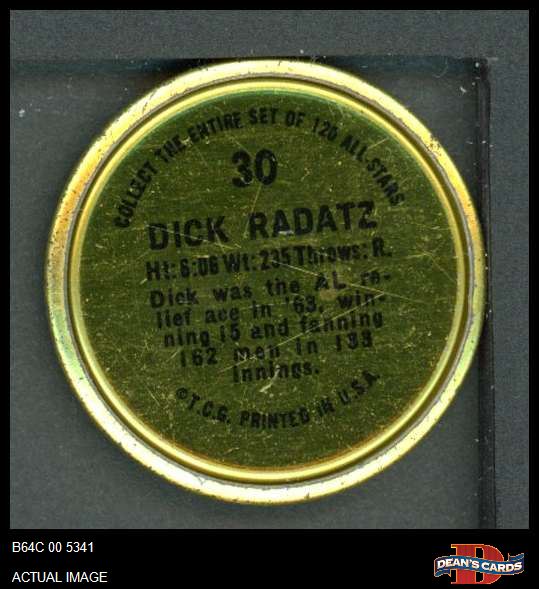 COLLECT THE ENTIRE SET OF 120 ALL-STARS
30
DICK RADATZ
Ht: 6:06 Wt: 235 Throws: R.
Dick was the AL re-
lief ace in '63, win-
ning 15 and fanning
162 men in 133
innings.
©T.C.G. PRINTED IN U.S.A.
B64C 00 5341
ACTUAL IMAGE
DEAN'S CARDS